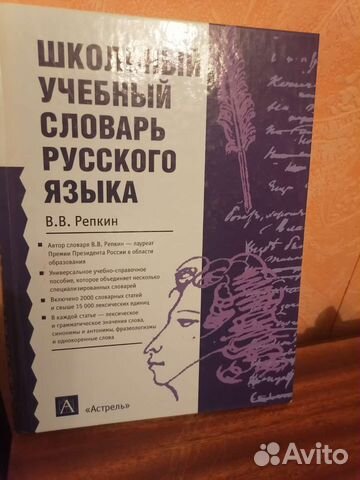 ШКОЛЬНЫЙ
УЧЕБНЫЙ
СЛОВАРЬ
РУССКОГО
ЯЗЫКА
В.В. Репкин
Автор словаря В.В. Репкин — лауреат
Премии Президента России в области
образования
Универсальное учебно-справочное
пособие, которое объединяет несколько
специализированных словарей
Включено 2000 словарных статей
и свыше 15 000 лексических единиц
В каждой статье — лексическое
и грамматическое значения слова,
синонимы и антонимы, фразеологизмы
и однокоренные слова
А
«Астрель»
Avito